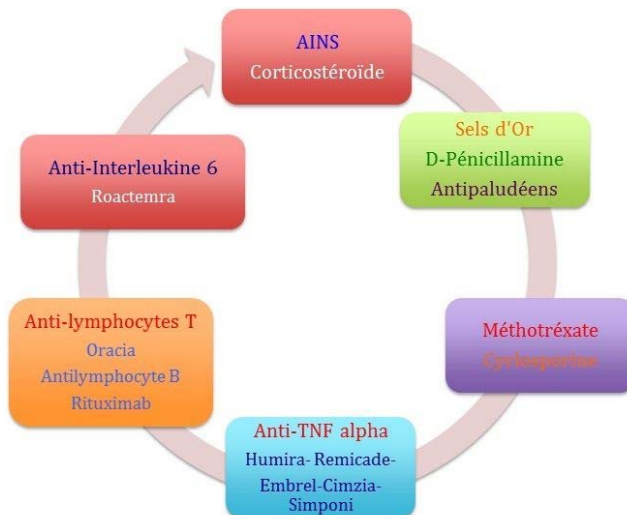 AINS
Corticostéroïde
Sels d'Or
D-Pénicillamine
Antipaludéens
Méthotréxate
Cyclosporine
Anti-TNF alpha
Humira- Remicade-
Embrel-Cimzia-
Simponi
Anti-lymphocytes T
Oracia
Antilymphocyte B
Rituximab
Anti-Interleukine 6
Roactemra